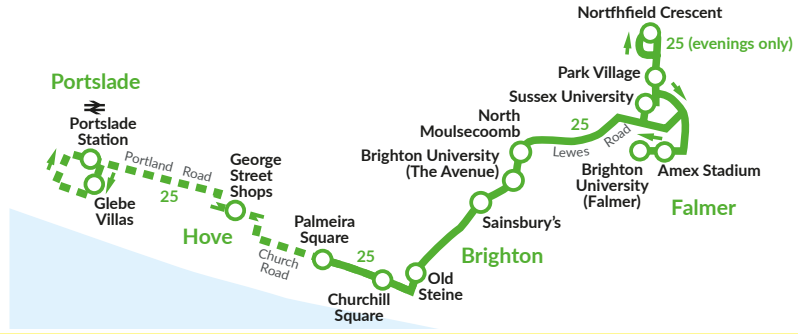 Nortfhfield Crescent
25 (evenings only)
Park Village
Sussex University
Portslade
Portslade
Station
North
Moulsecoomb
25
Lewes Road
Brighton University
(The Avenue)
Portland Road
25
George
Street
Shops
Brighton
University
(Falmer)
Amex Stadium
Falmer
Glebe
Villas
Hove
Palmeira
Square
Sainsbury's
Church
Road
25
Brighton
Old
Steine
Churchill
Square